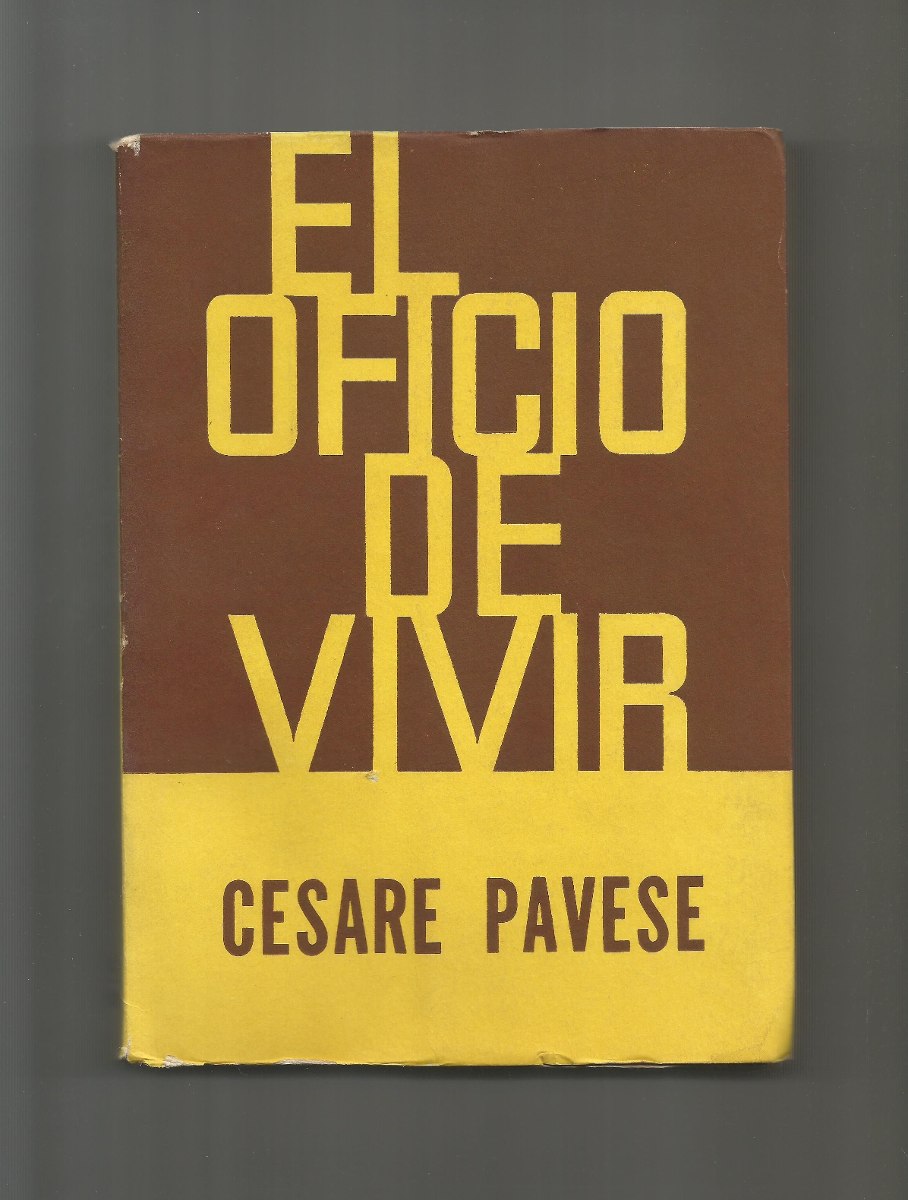 EL
OFICIO
DE
VIVIR
CESARE PAVESE